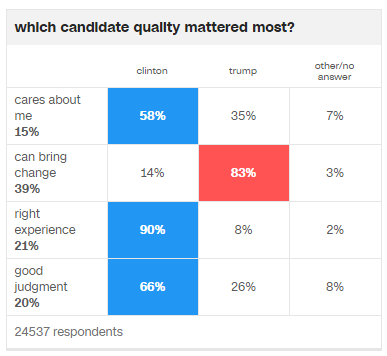 which candidate quality mattered most?
clinton trump other/no
answer
cares about
me
15%
58% 35% 7%
can bring
change
39%
14% 83% 3%
right
experience
21%
90% 8% 2%
good
judgment
20%
66% 26% 8%
24537 respondents